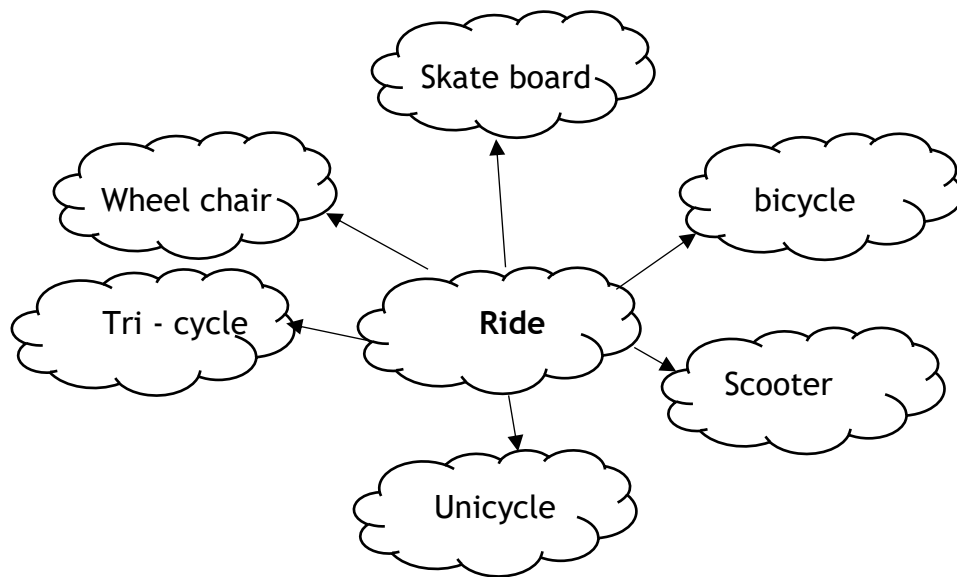 Skate board
Wheel chair
bicycle
Tri - cycle
Ride
Scooter
Unicycle